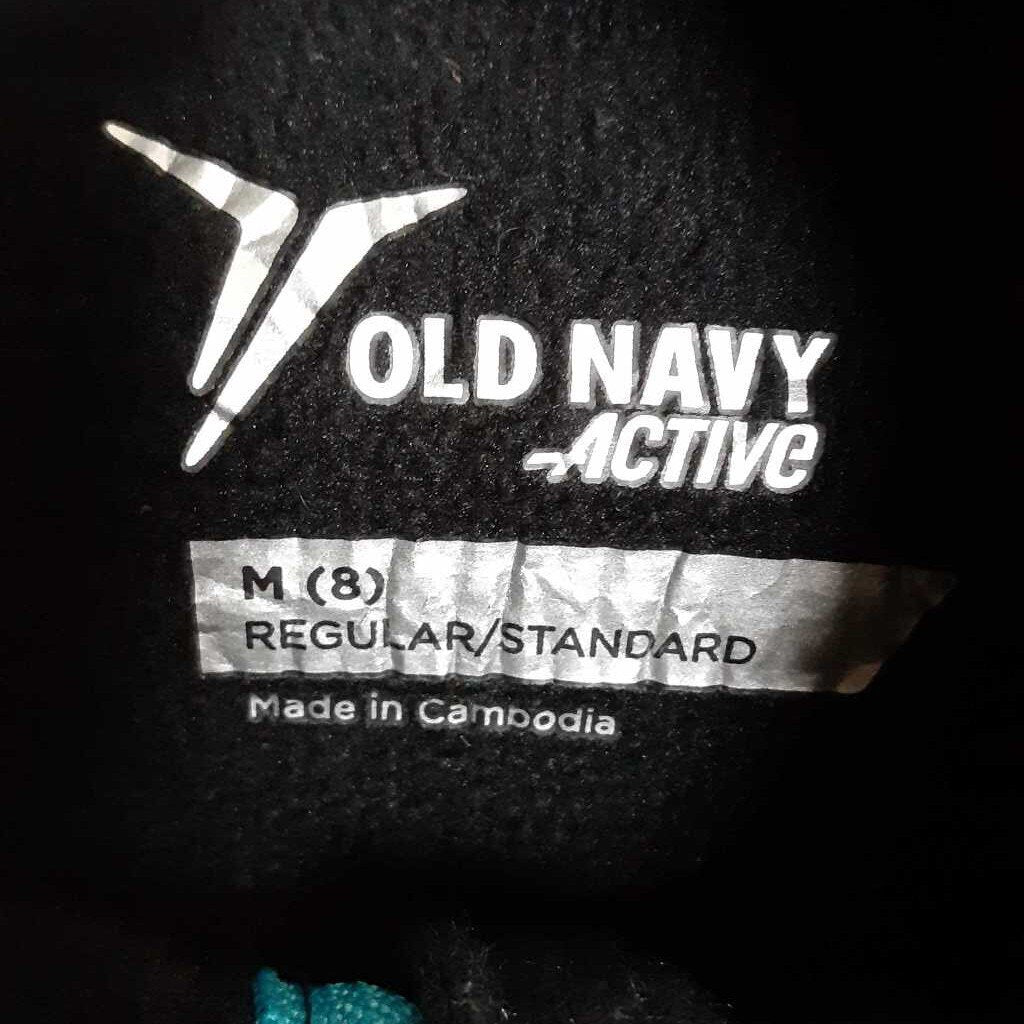 OLD NAVY
ACTIVE
M (8)
REGULAR/STANDARD
Made in Cambodia